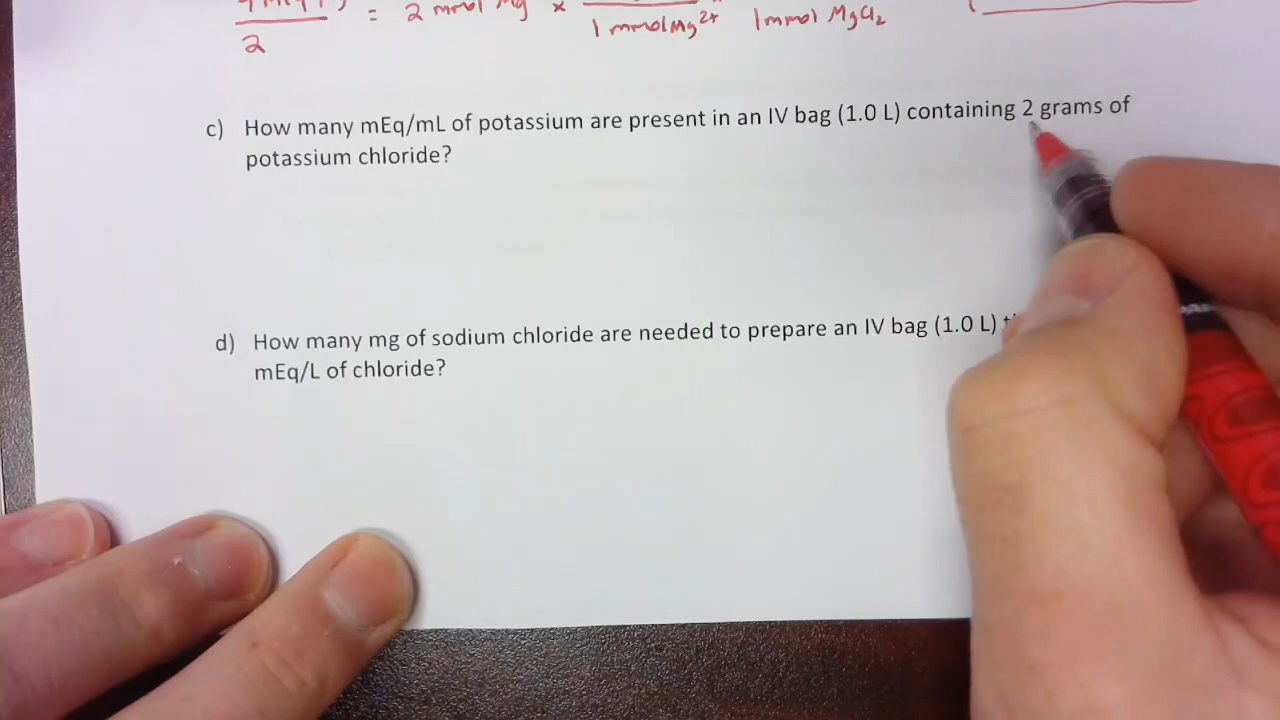 2 = 2 mmol Mg × 1 mmol Mg²⁺ 1 mmol MgCl₂
c) How many mEq/mL of potassium are present in an IV bag (1.0 L) containing 2 grams of
potassium chloride?
d) How many mg of sodium chloride are needed to prepare an IV bag (1.0 L)
mEq/L of chloride?